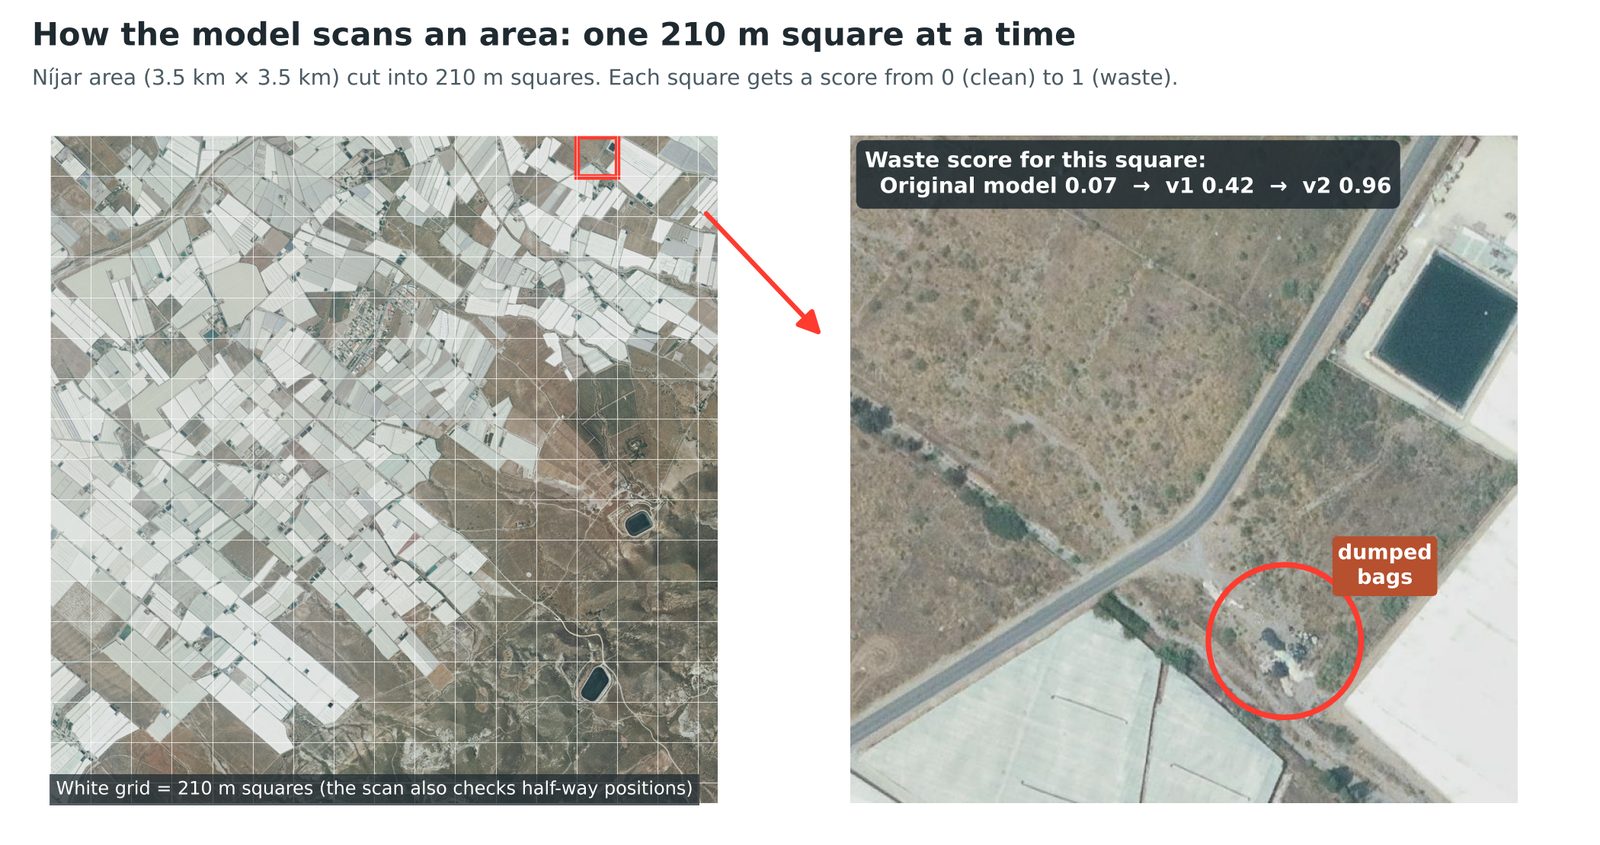 How the model scans an area: one 210 m square at a time
Níjar area (3.5 km × 3.5 km) cut into 210 m squares. Each square gets a score from 0 (clean) to 1 (waste).
Waste score for this square:
Original model 0.07 → v1 0.42 → v2 0.96
dumped
bags
White grid = 210 m squares (the scan also checks half-way positions)